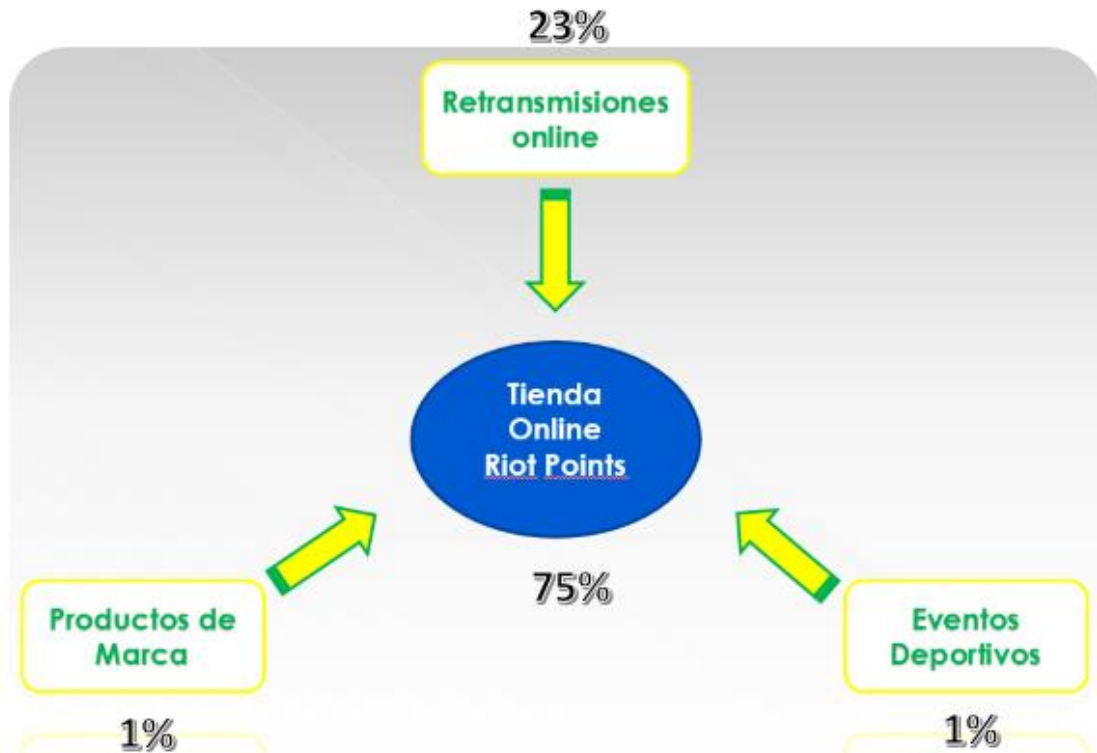 23%
Retransmisiones
online
Tienda
Online
Riot Points
75%
Productos de
Marca
1%
Eventos
Deportivos
1%